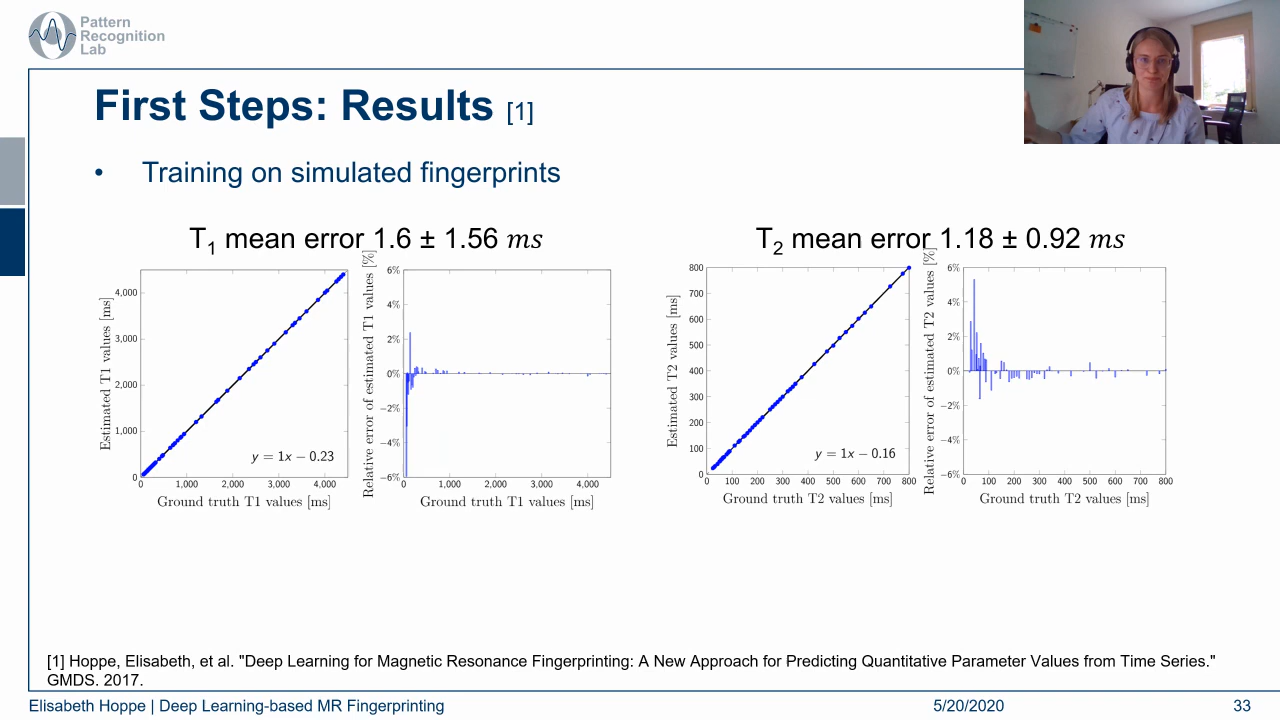 Pattern
Recognition
Lab
First Steps: Results [1]
• Training on simulated fingerprints
T1 mean error 1.6 ± 1.56 ms
4,000
3,000
2,000
1,000
0
Estimated T1 values [ms]
y = 1x − 0.23
0 1,000 2,000 3,000 4,000
Ground truth T1 values [ms]
6%
4%
2%
0%
−2%
−4%
−6%
Relative error of estimated T1 values [%]
0 1,000 2,000 3,000 4,000
Ground truth T1 values [ms]
T2 mean error 1.18 ± 0.92 ms
800
700
600
500
400
300
200
100
0
Estimated T2 values [ms]
y = 1x − 0.16
0 100 200 300 400 500 600 700 800
Ground truth T2 values [ms]
6%
4%
2%
0%
−2%
−4%
−6%
Relative error of estimated T2 values [%]
0 100 200 300 400 500 600 700 800
Ground truth T2 values [ms]
[1] Hoppe, Elisabeth, et al. "Deep Learning for Magnetic Resonance Fingerprinting: A New Approach for Predicting Quantitative Parameter Values from Time Series."
GMDS. 2017.
Elisabeth Hoppe | Deep Learning-based MR Fingerprinting
5/20/2020
33